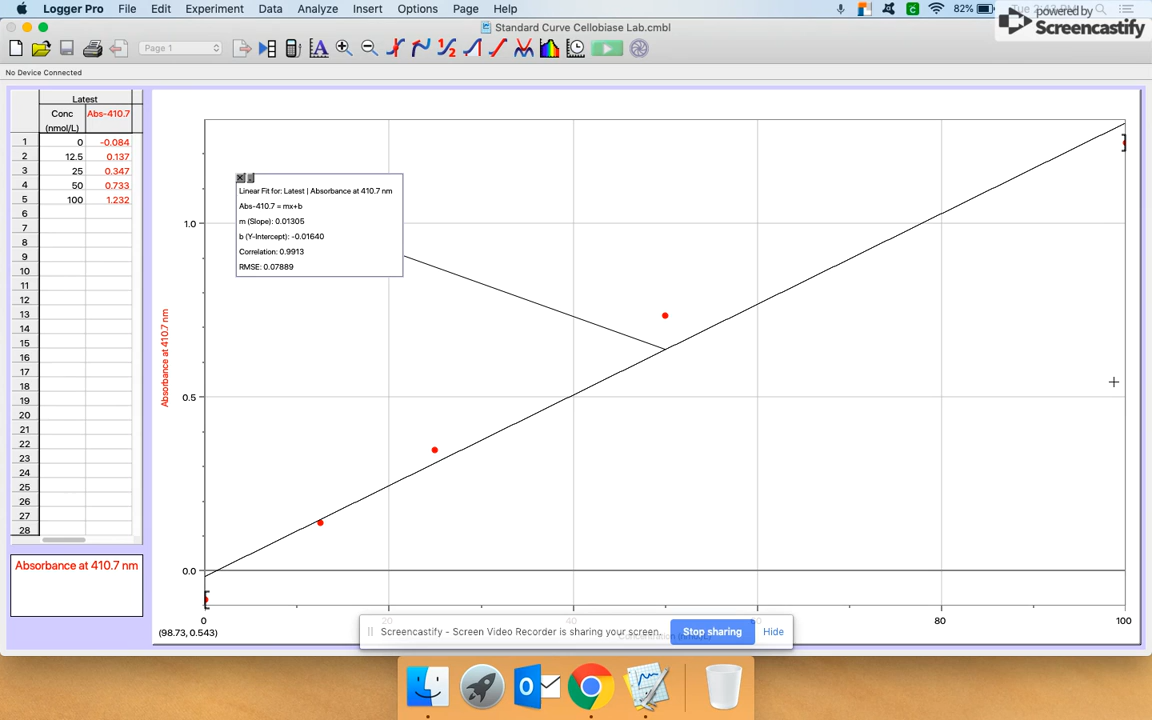 Logger Pro File Edit Experiment Data Analyze Insert Options Page Help 82%
powered by
Screencastify
Standard Curve Cellobiase Lab.cmbl
Page 1
No Device Connected
Latest
Conc Abs-410.7
(nmol/L)
1 0 -0.084
2 12.5 0.137
3 25 0.347
4 50 0.733
5 100 1.232
6
7
8
9
10
11
12
13
14
15
16
17
18
19
20
21
22
23
24
25
26
27
28
Absorbance at 410.7 nm
Linear Fit for: Latest | Absorbance at 410.7 nm
Abs-410.7 = mx+b
m (Slope): 0.01305
b (Y-Intercept): -0.01640
Correlation: 0.9913
RMSE: 0.07889
Absorbance at 410.7 nm
1.0
0.5
0.0
0 20 40 60 80 100
(98.73, 0.543)
Screencastify - Screen Video Recorder is sharing your screen. Stop sharing Hide